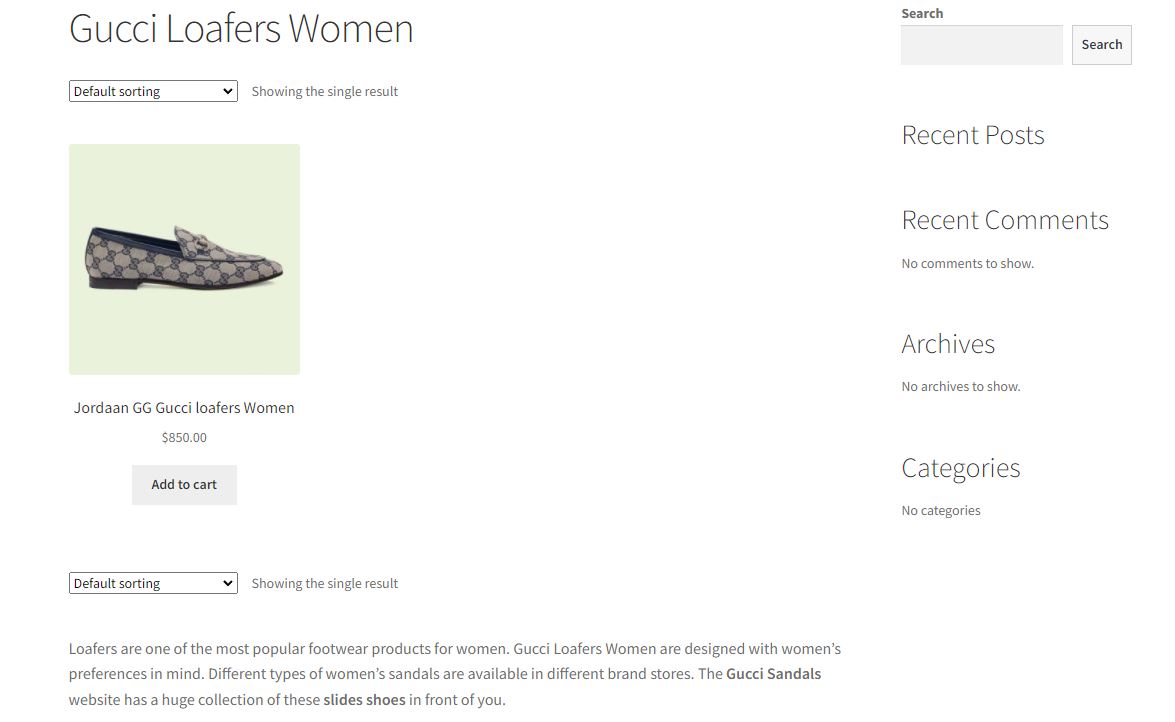 Gucci Loafers Women
Default sorting
Showing the single result
Jordaan GG Gucci loafers Women
$850.00
Add to cart
Default sorting
Showing the single result
Loafers are one of the most popular footwear products for women. Gucci Loafers Women are designed with women’s
preferences in mind. Different types of women’s sandals are available in different brand stores. The Gucci Sandals
website has a huge collection of these slides shoes in front of you.
Search
Search
Recent Posts
Recent Comments
No comments to show.
Archives
No archives to show.
Categories
No categories